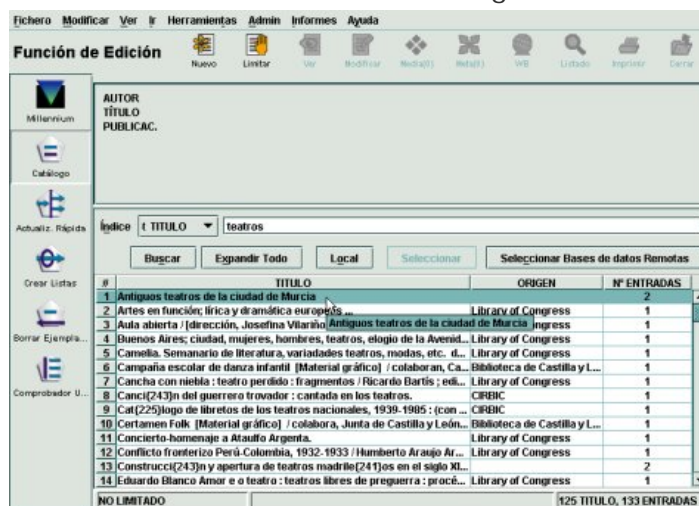 Fichero Modificar Ver Ir Herramientas Admin Informes Ayuda
Función de Edición
Nuevo Limitar Ver Modificar Media(0) Meta(0) WB Listado Imprimir Cerrar
Millennium
Catálogo
Actualiz. Rápida
Crear Listas
Borrar Ejempla...
Comprobador U...
AUTOR
TÍTULO
PUBLICAC.
Índice t TITULO teatros
Buscar Expandir Todo Local Seleccionar Seleccionar Bases de datos Remotas
# TITULO ORIGEN Nº ENTRADAS
1 Antiguos teatros de la ciudad de Murcia 2
2 Artes en función; lírica y dramática europeas ... Library of Congress 1
3 Aula abierta / [dirección, Josefina Vilariño Antiguos teatros de la ciudad de Murcia ngress 1
4 Buenos Aires; ciudad, mujeres, hombres, teatros, elogio de la Avenid... Library of Congress 1
5 Camelia. Semanario de literatura, variadades teatros, modas, etc. d... Library of Congress 1
6 Campaña escolar de danza infantil [Material gráfico] / colaboran, Ca... Biblioteca de Castilla y L... 1
7 Cancha con niebla : teatro perdido : fragmentos / Ricardo Bartís ; edi... Library of Congress 1
8 Canci{243}n del guerrero trovador : cantada en los teatros. CIRBIC 1
9 Cat{225}logo de libretos de los teatros nacionales, 1939-1985 : (con ... CIRBIC 1
10 Certamen Folk [Material gráfico] / colabora, Junta de Castilla y León... Biblioteca de Castilla y L... 1
11 Concierto-homenaje a Ataulfo Argenta. Library of Congress 1
12 Conflicto fronterizo Perú-Colombia, 1932-1933 / Humberto Araujo Ar... Library of Congress 1
13 Construcci{243}n y apertura de teatros madrile{241}os en el siglo XI... 2
14 Eduardo Blanco Amor e o teatro : teatros libres de preguerra : procé... Library of Congress 1
NO LIMITADO 125 TITULO, 133 ENTRADAS